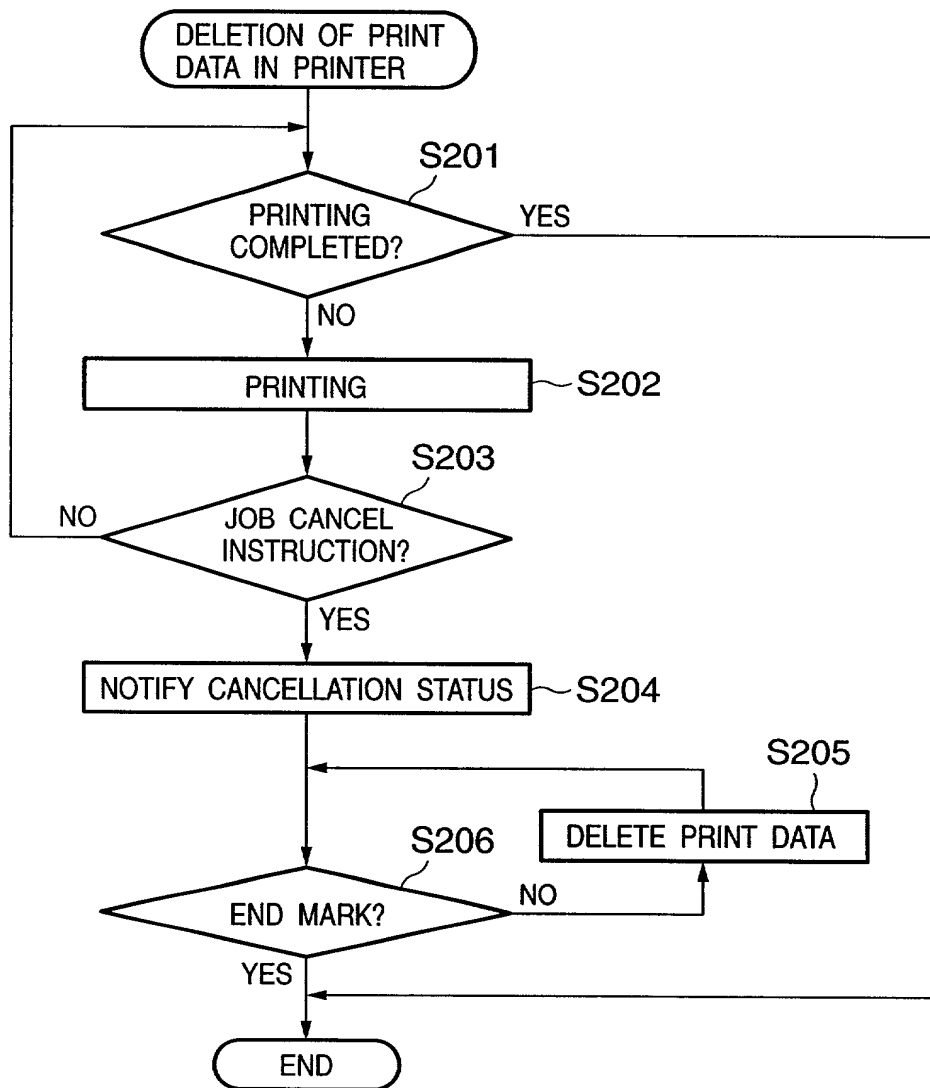 DELETION OF PRINT
DATA IN PRINTER
S201
PRINTING
COMPLETED?
YES
NO
PRINTING
S202
S203
NO
JOB CANCEL
INSTRUCTION?
YES
NOTIFY CANCELLATION STATUS
S204
S205
DELETE PRINT DATA
S206
END MARK?
NO
YES
END